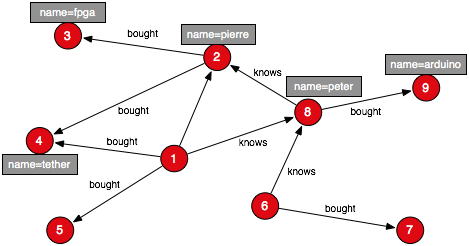 name=fpga
3
bought
name=pierre
2
name=arduino
9
knows
name=peter
8
bought
bought
4
name=tether
bought
1
knows
bought
knows
6
bought
5
7